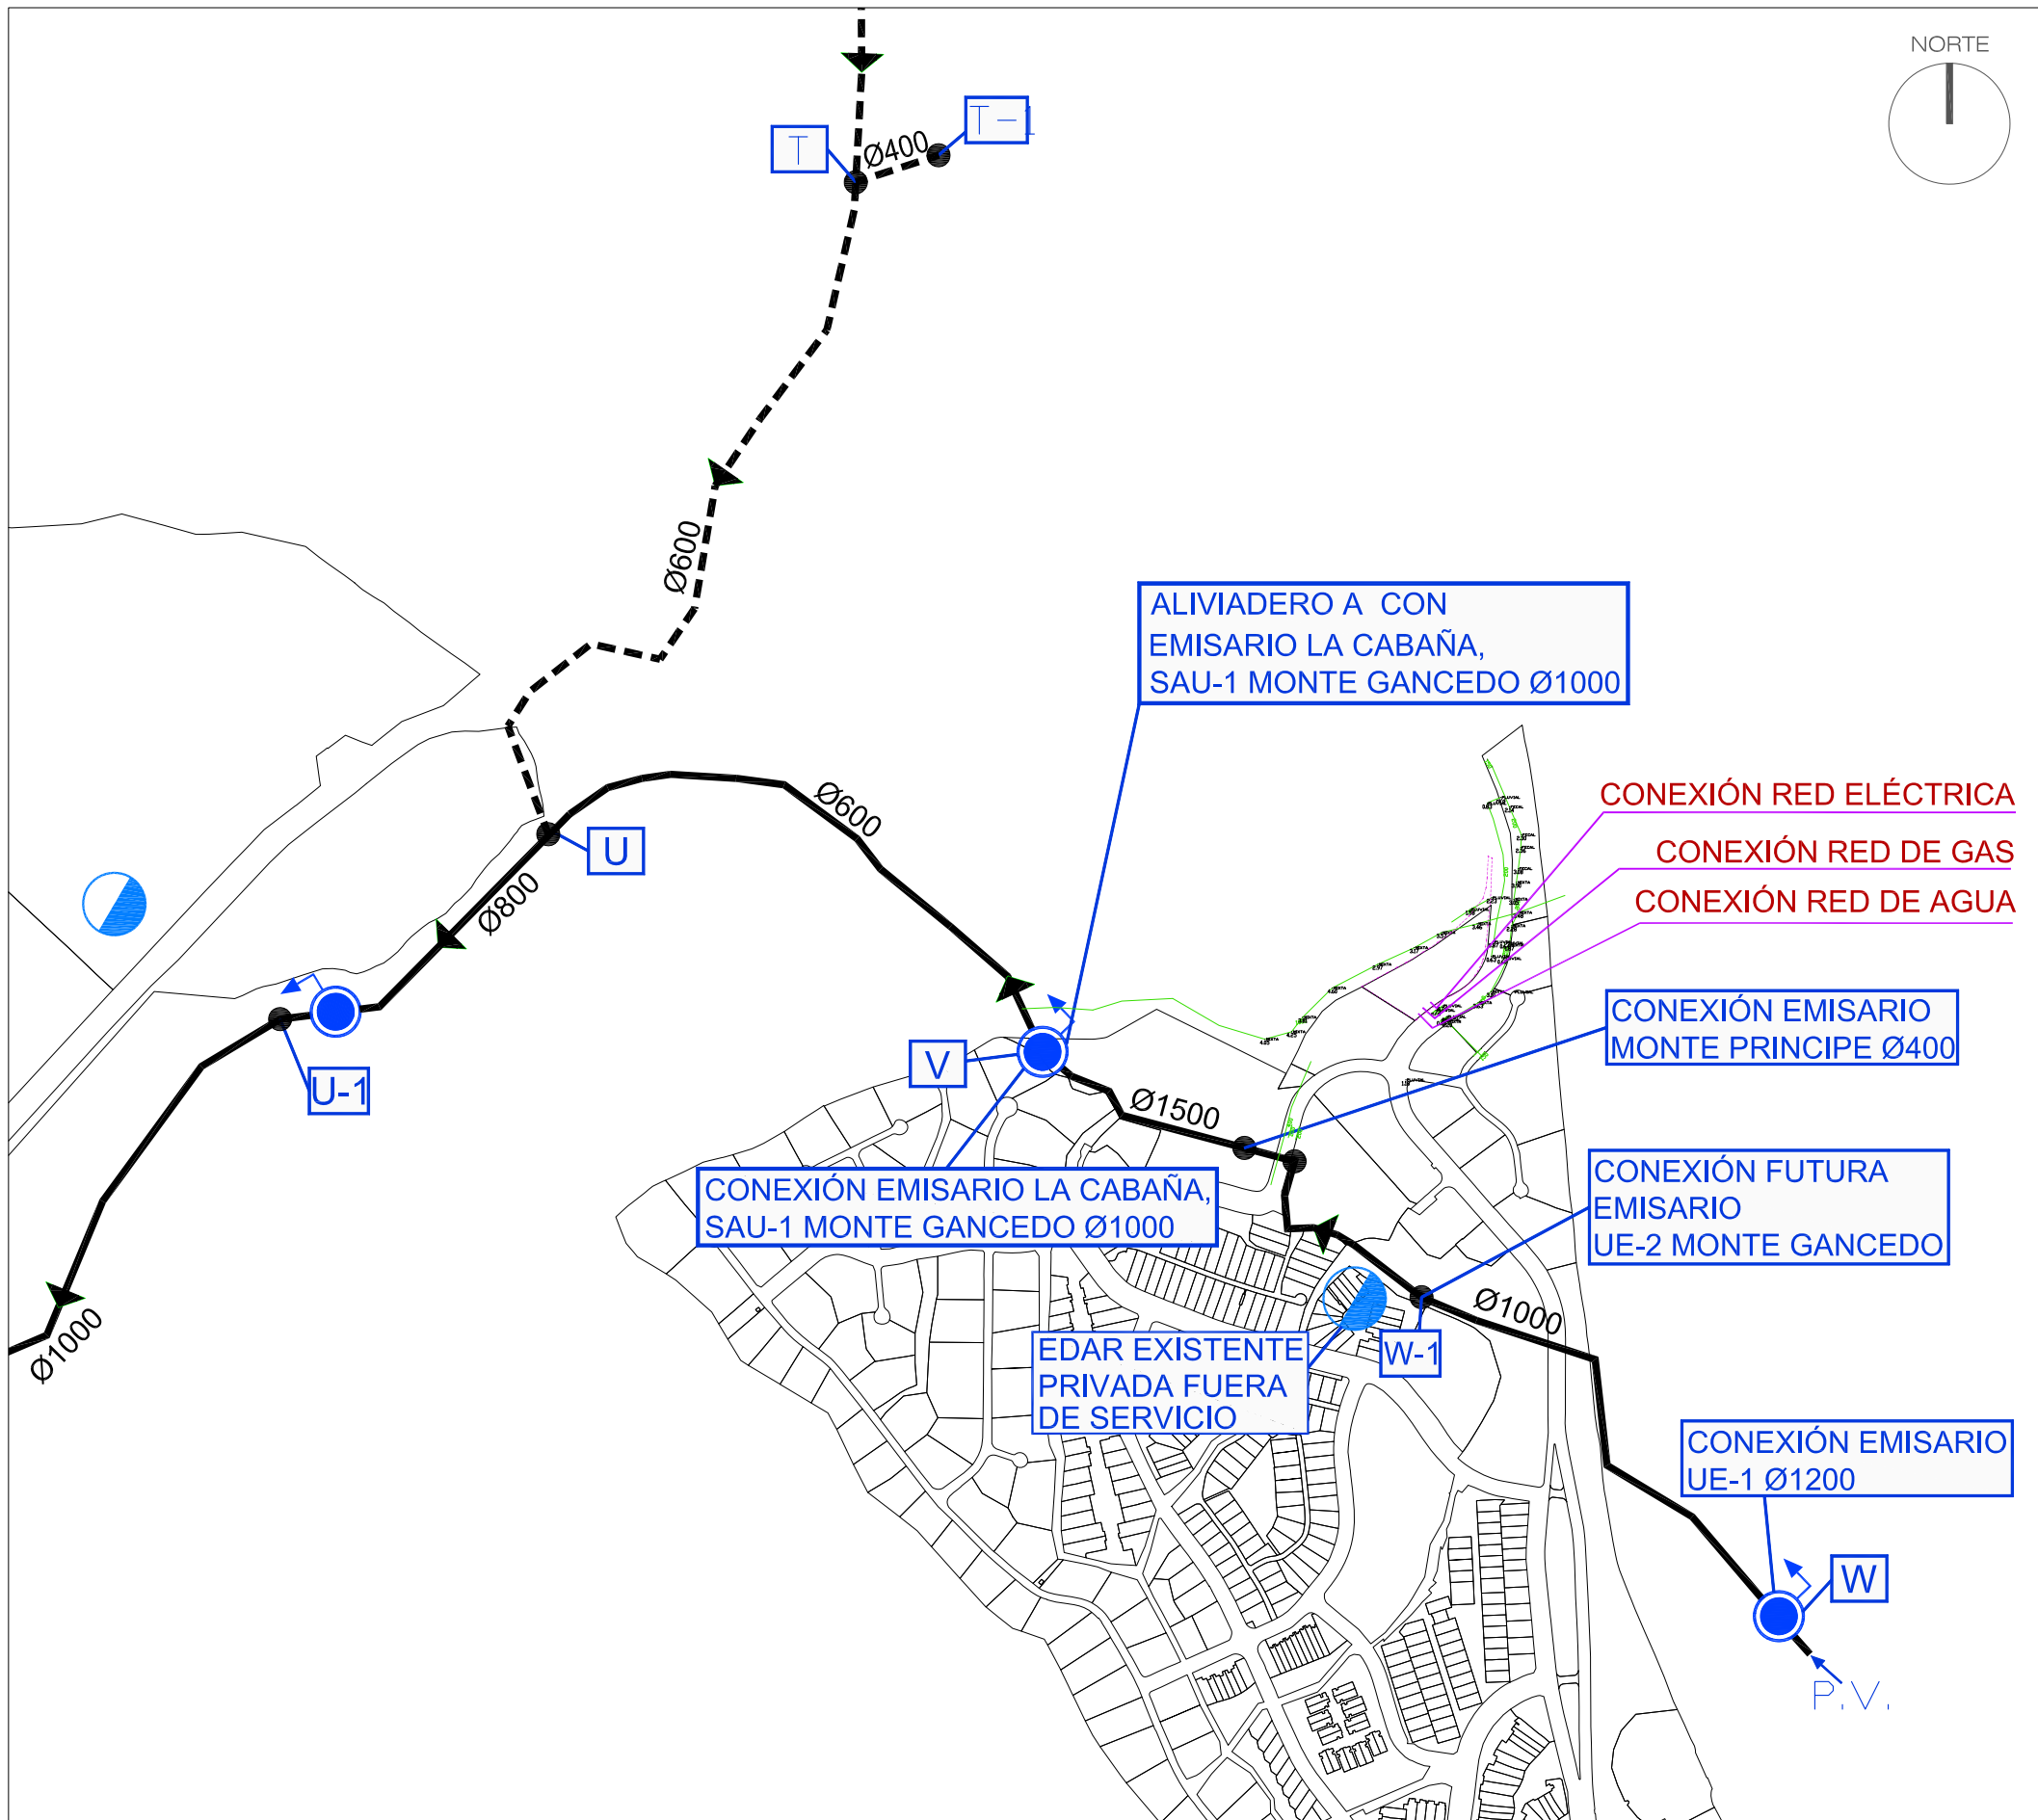 NORTE
T
T-1
Ø400
Ø600
ALIVIADERO A CON
EMISARIO LA CABAÑA,
SAU-1 MONTE GANCEDO Ø1000
CONEXIÓN RED ELÉCTRICA
CONEXIÓN RED DE GAS
CONEXIÓN RED DE AGUA
Ø600
U
Ø800
U-1
V
Ø1500
CONEXIÓN EMISARIO
MONTE PRINCIPE Ø400
CONEXIÓN EMISARIO LA CABAÑA,
SAU-1 MONTE GANCEDO Ø1000
CONEXIÓN FUTURA
EMISARIO
UE-2 MONTE GANCEDO
Ø1000
Ø1000
EDAR EXISTENTE
PRIVADA FUERA
DE SERVICIO
W-1
CONEXIÓN EMISARIO
UE-1 Ø1200
W
P.V.